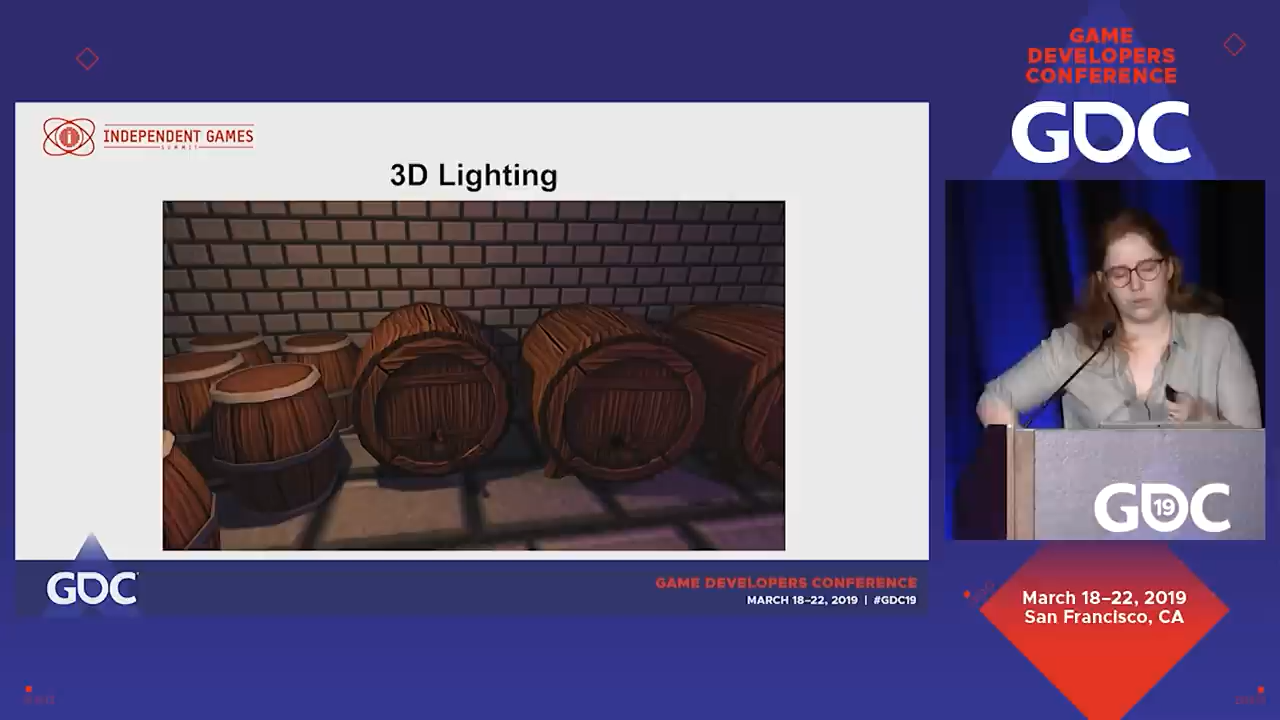 GAME
DEVELOPERS
CONFERENCE
GDC
INDEPENDENT GAMES
SUMMIT
3D Lighting
GDC
GAME DEVELOPERS CONFERENCE
MARCH 18–22, 2019 | #GDC19
GDC
19
March 18–22, 2019
San Francisco, CA